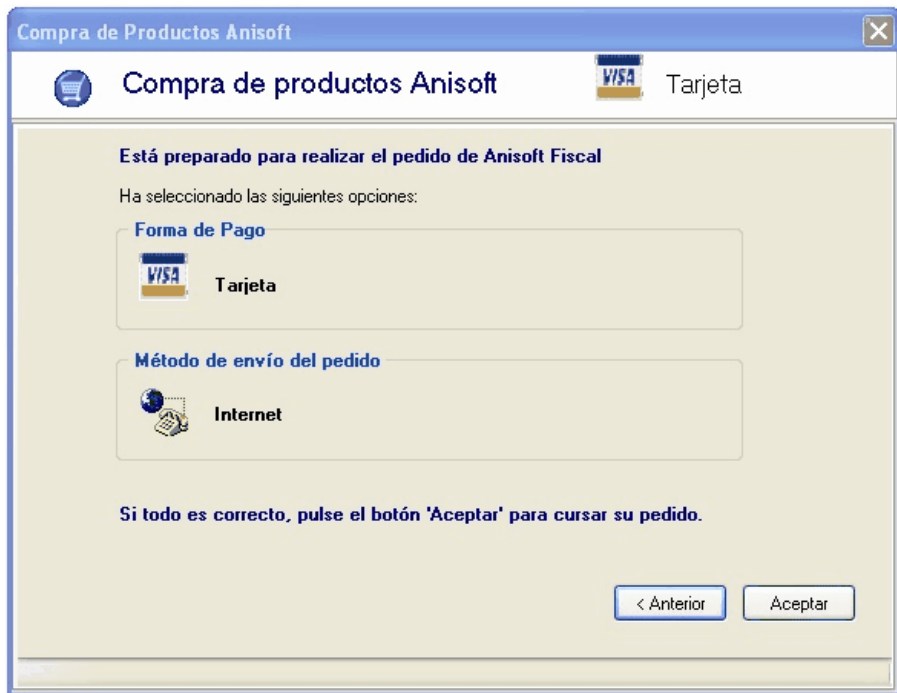 Compra de Productos Anisoft
Compra de productos Anisoft
VISA
Tarjeta
Está preparado para realizar el pedido de Anisoft Fiscal
Ha seleccionado las siguientes opciones:
Forma de Pago
VISA
Tarjeta
Método de envío del pedido
Internet
Si todo es correcto, pulse el botón 'Aceptar' para cursar su pedido.
< Anterior
Aceptar